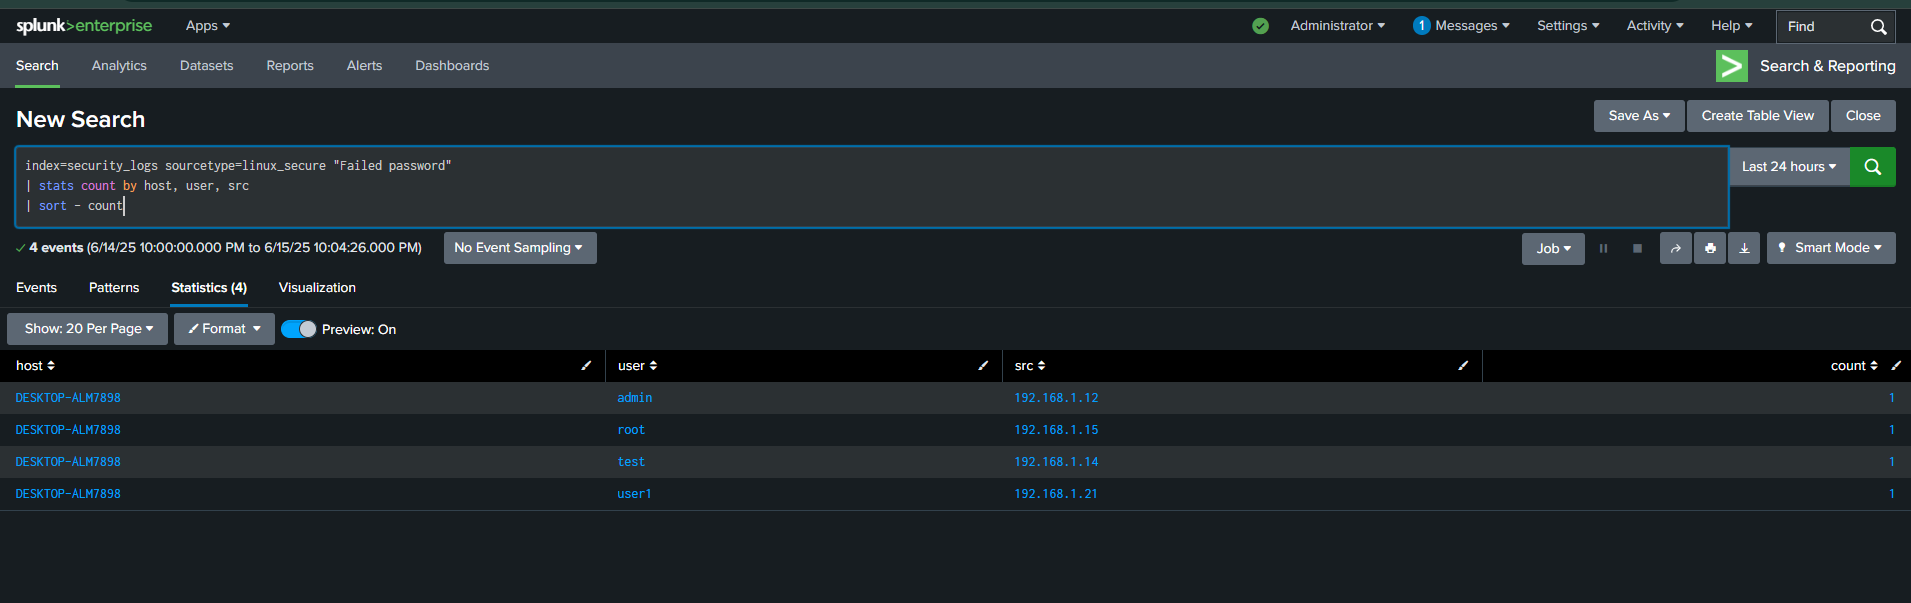 splunk>enterprise Apps Administrator 1 Messages Settings Activity Help Find
Search Analytics Datasets Reports Alerts Dashboards > Search & Reporting
New Search Save As Create Table View Close
index=security_logs sourcetype=linux_secure "Failed password"
| stats count by host, user, src
| sort - count
Last 24 hours
4 events (6/14/25 10:00:00.000 PM to 6/15/25 10:04:26.000 PM) No Event Sampling Job Smart Mode
Events Patterns Statistics (4) Visualization
Show: 20 Per Page Format Preview: On
host user src count
DESKTOP-ALM7898 admin 192.168.1.12 1
DESKTOP-ALM7898 root 192.168.1.15 1
DESKTOP-ALM7898 test 192.168.1.14 1
DESKTOP-ALM7898 user1 192.168.1.21 1